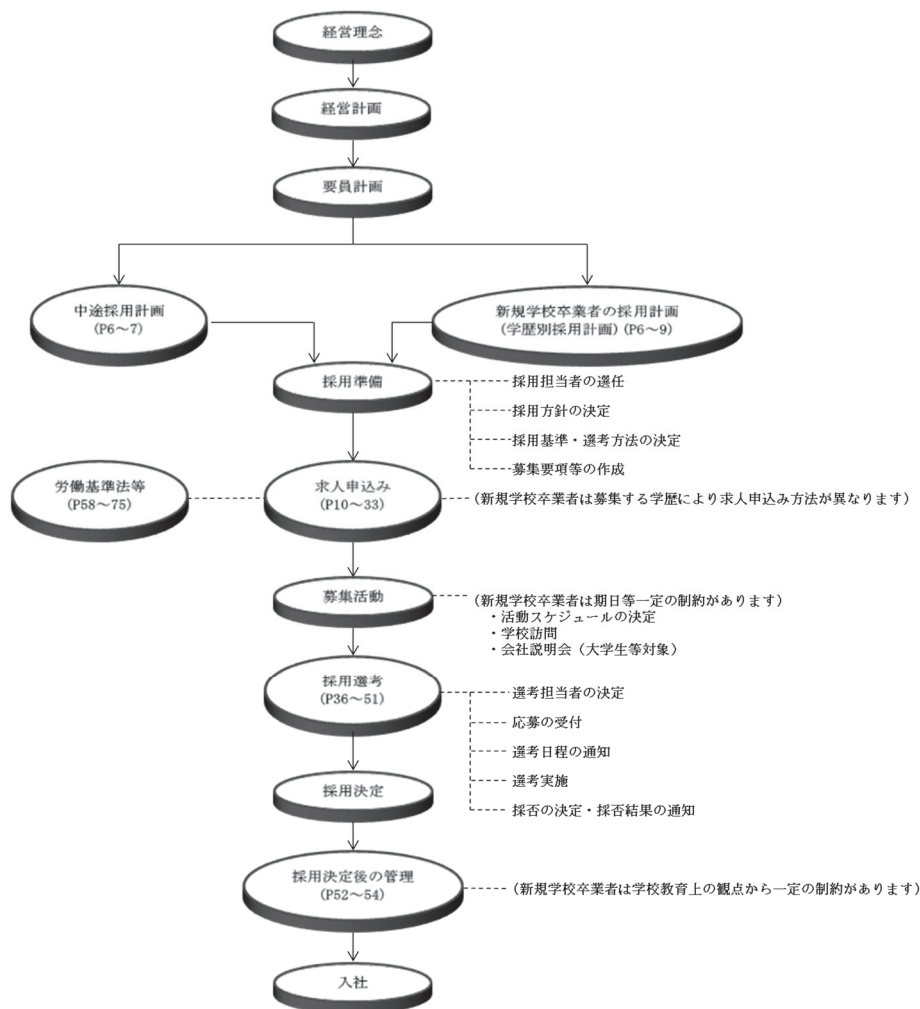 経営理念
経営計画
要員計画
中途採用計画
(P6～7)
新規学校卒業者の採用計画
(学歴別採用計画) (P6～9)
採用準備
採用担当者の選任
採用方針の決定
採用基準・選考方法の決定
募集要項等の作成
労働基準法等
(P58～75)
求人申込み
(P10～33)
(新規学校卒業者は募集する学歴により求人申込み方法が異なります)
募集活動
(新規学校卒業者は期日等一定の制約があります)
・活動スケジュールの決定
・学校訪問
・会社説明会（大学生等対象）
採用選考
(P36～51)
選考担当者の決定
応募の受付
選考日程の通知
選考実施
採否の決定・採否結果の通知
採用決定
採用決定後の管理
(P52～54)
(新規学校卒業者は学校教育上の観点から一定の制約があります)
入社